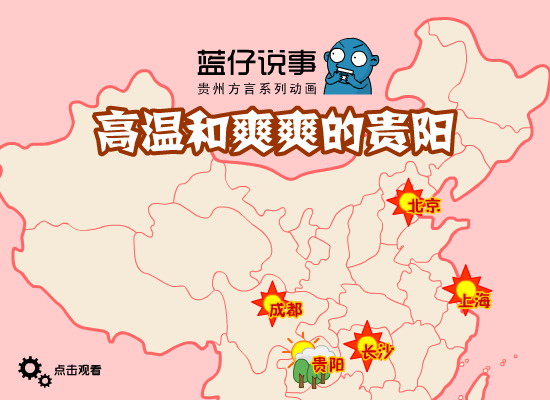 蓝仔说事
贵州方言系列动画
高温和爽爽的贵阳
北京
上海
成都
长沙
贵阳
点击观看